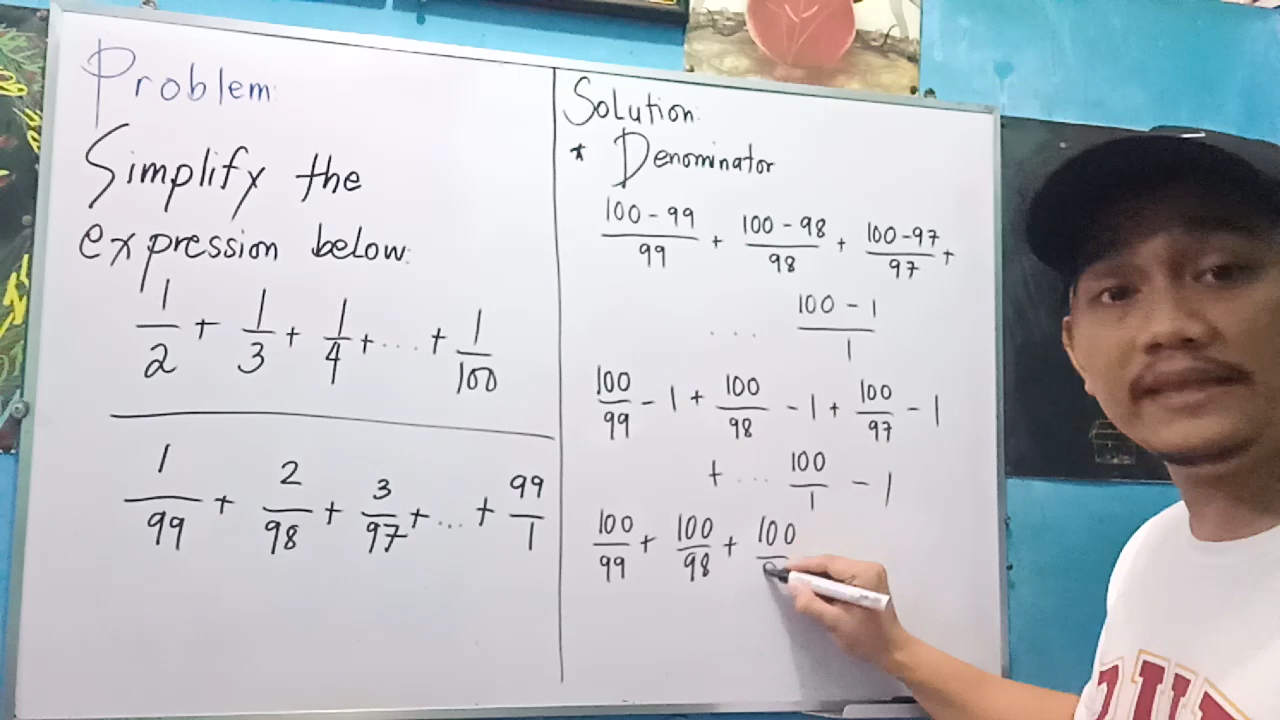 Problem:
Simplify the
expression below:
1/2 + 1/3 + 1/4 + ... + 1/100
1/99 + 2/98 + 3/97 + ... + 99/1
Solution:
* Denominator
100 - 99/99 + 100 - 98/98 + 100 - 97/97 +
... 100 - 1/1
100/99 - 1 + 100/98 - 1 + 100/97 - 1
+ ... 100/1 - 1
100/99 + 100/98 + 100/